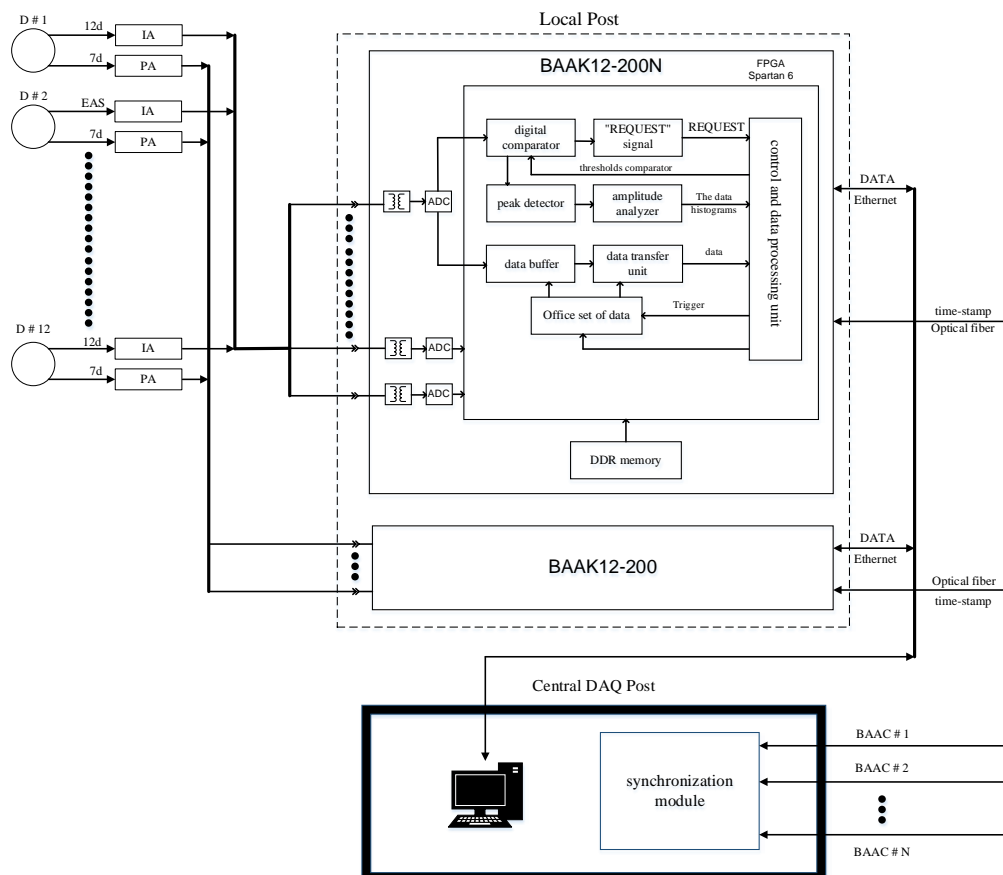 D # 1
12d
IA
7d
PA
D # 2
EAS
IA
7d
PA
D # 12
12d
IA
7d
PA
Local Post
BAAK12-200N
FPGA
Spartan 6
digital
comparator
"REQUEST"
signal
REQUEST
thresholds comparator
peak detector
amplitude
analyzer
The data
histograms
data buffer
data transfer
unit
data
Office set of data
Trigger
control and data processing unit
ADC
ADC
ADC
DDR memory
DATA
Ethernet
time-stamp
Optical fiber
BAAK12-200
DATA
Ethernet
Optical fiber
time-stamp
Central DAQ Post
synchronization
module
BAAC # 1
BAAC # 2
BAAC # N